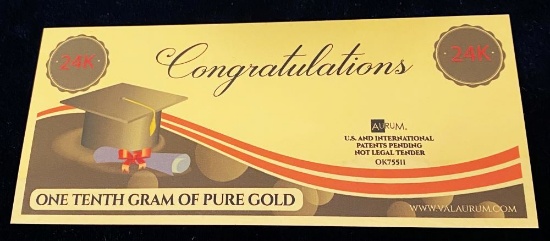 24K
Congratulations
24K
AURUM
U.S. AND INTERNATIONAL
PATENTS PENDING
NOT LEGAL TENDER
OK75511
ONE TENTH GRAM OF PURE GOLD
WWW.VALAURUM.COM